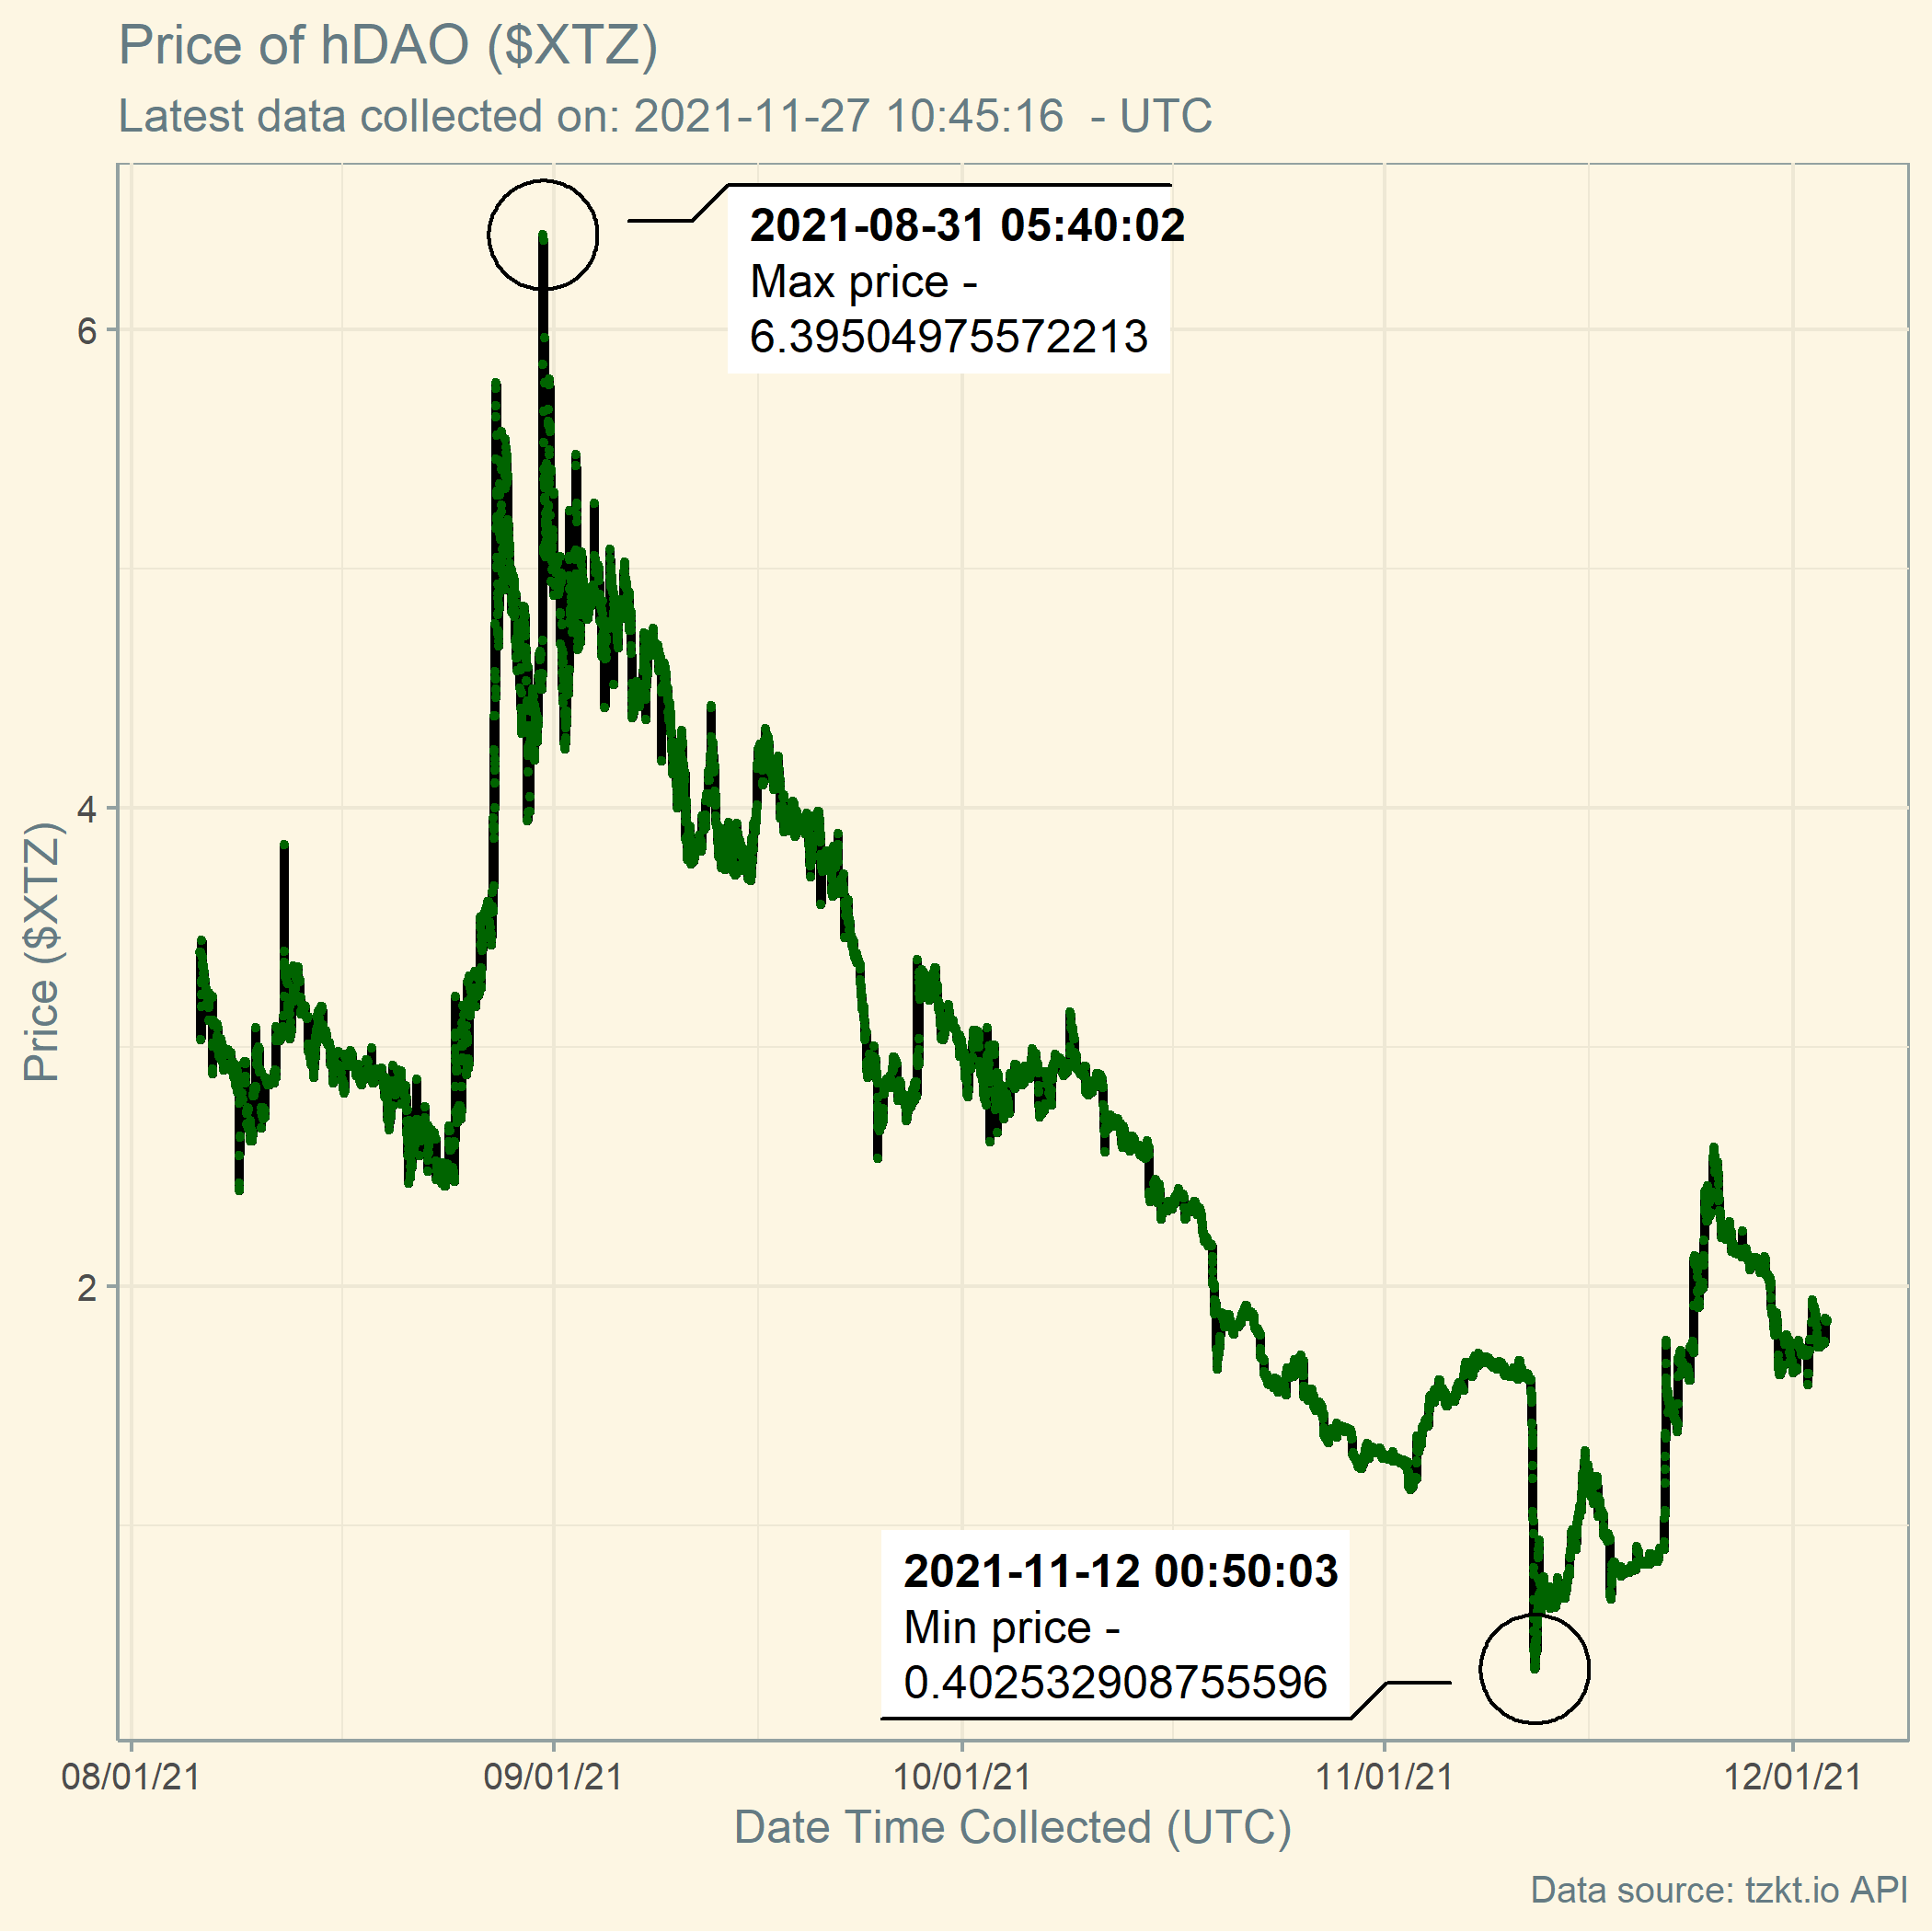 Price of hDAO ($XTZ)
Latest data collected on: 2021-11-27 10:45:16  - UTC
2021-08-31 05:40:02
Max price -
6.39504975572213
6
4
2
Price ($XTZ)
2021-11-12 00:50:03
Min price -
0.402532908755596
08/01/21
09/01/21
10/01/21
11/01/21
12/01/21
Date Time Collected (UTC)
Data source: tzkt.io API